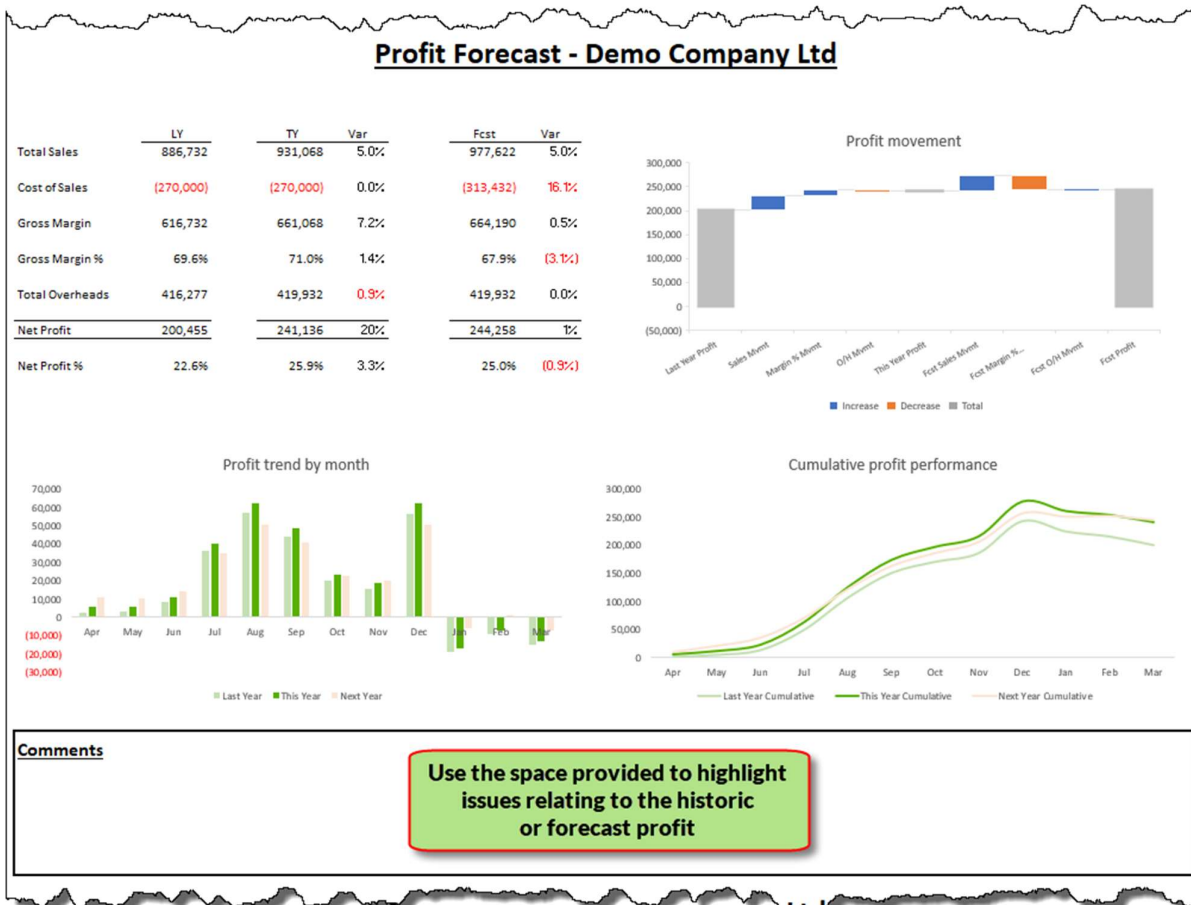 Profit Forecast - Demo Company Ltd
LY TY Var Fcst Var
Total Sales 886,732 931,068 5.0% 977,622 5.0%
Cost of Sales (270,000) (270,000) 0.0% (313,432) 16.1%
Gross Margin 616,732 661,068 7.2% 664,190 0.5%
Gross Margin % 69.6% 71.0% 1.4% 67.9% (3.1%)
Total Overheads 416,277 419,932 0.9% 419,932 0.0%
Net Profit 200,455 241,136 20% 244,258 1%
Net Profit % 22.6% 25.9% 3.3% 25.0% (0.9%)
Profit movement
300,000
250,000
200,000
150,000
100,000
50,000
0
(50,000)
Last Year Profit Sales Mvmt Margin % Mvmt O/H Mvmt This Year Profit Fcst Sales Mvmt Fcst Margin %... Fcst O/H Mvmt Fcst Profit
Increase Decrease Total
Profit trend by month
70,000
60,000
50,000
40,000
30,000
20,000
10,000
0
(10,000)
(20,000)
(30,000)
Apr May Jun Jul Aug Sep Oct Nov Dec Jan Feb Mar
Last Year This Year Next Year
Cumulative profit performance
300,000
250,000
200,000
150,000
100,000
50,000
0
Apr May Jun Jul Aug Sep Oct Nov Dec Jan Feb Mar
Last Year Cumulative This Year Cumulative Next Year Cumulative
Comments
Use the space provided to highlight
issues relating to the historic
or forecast profit